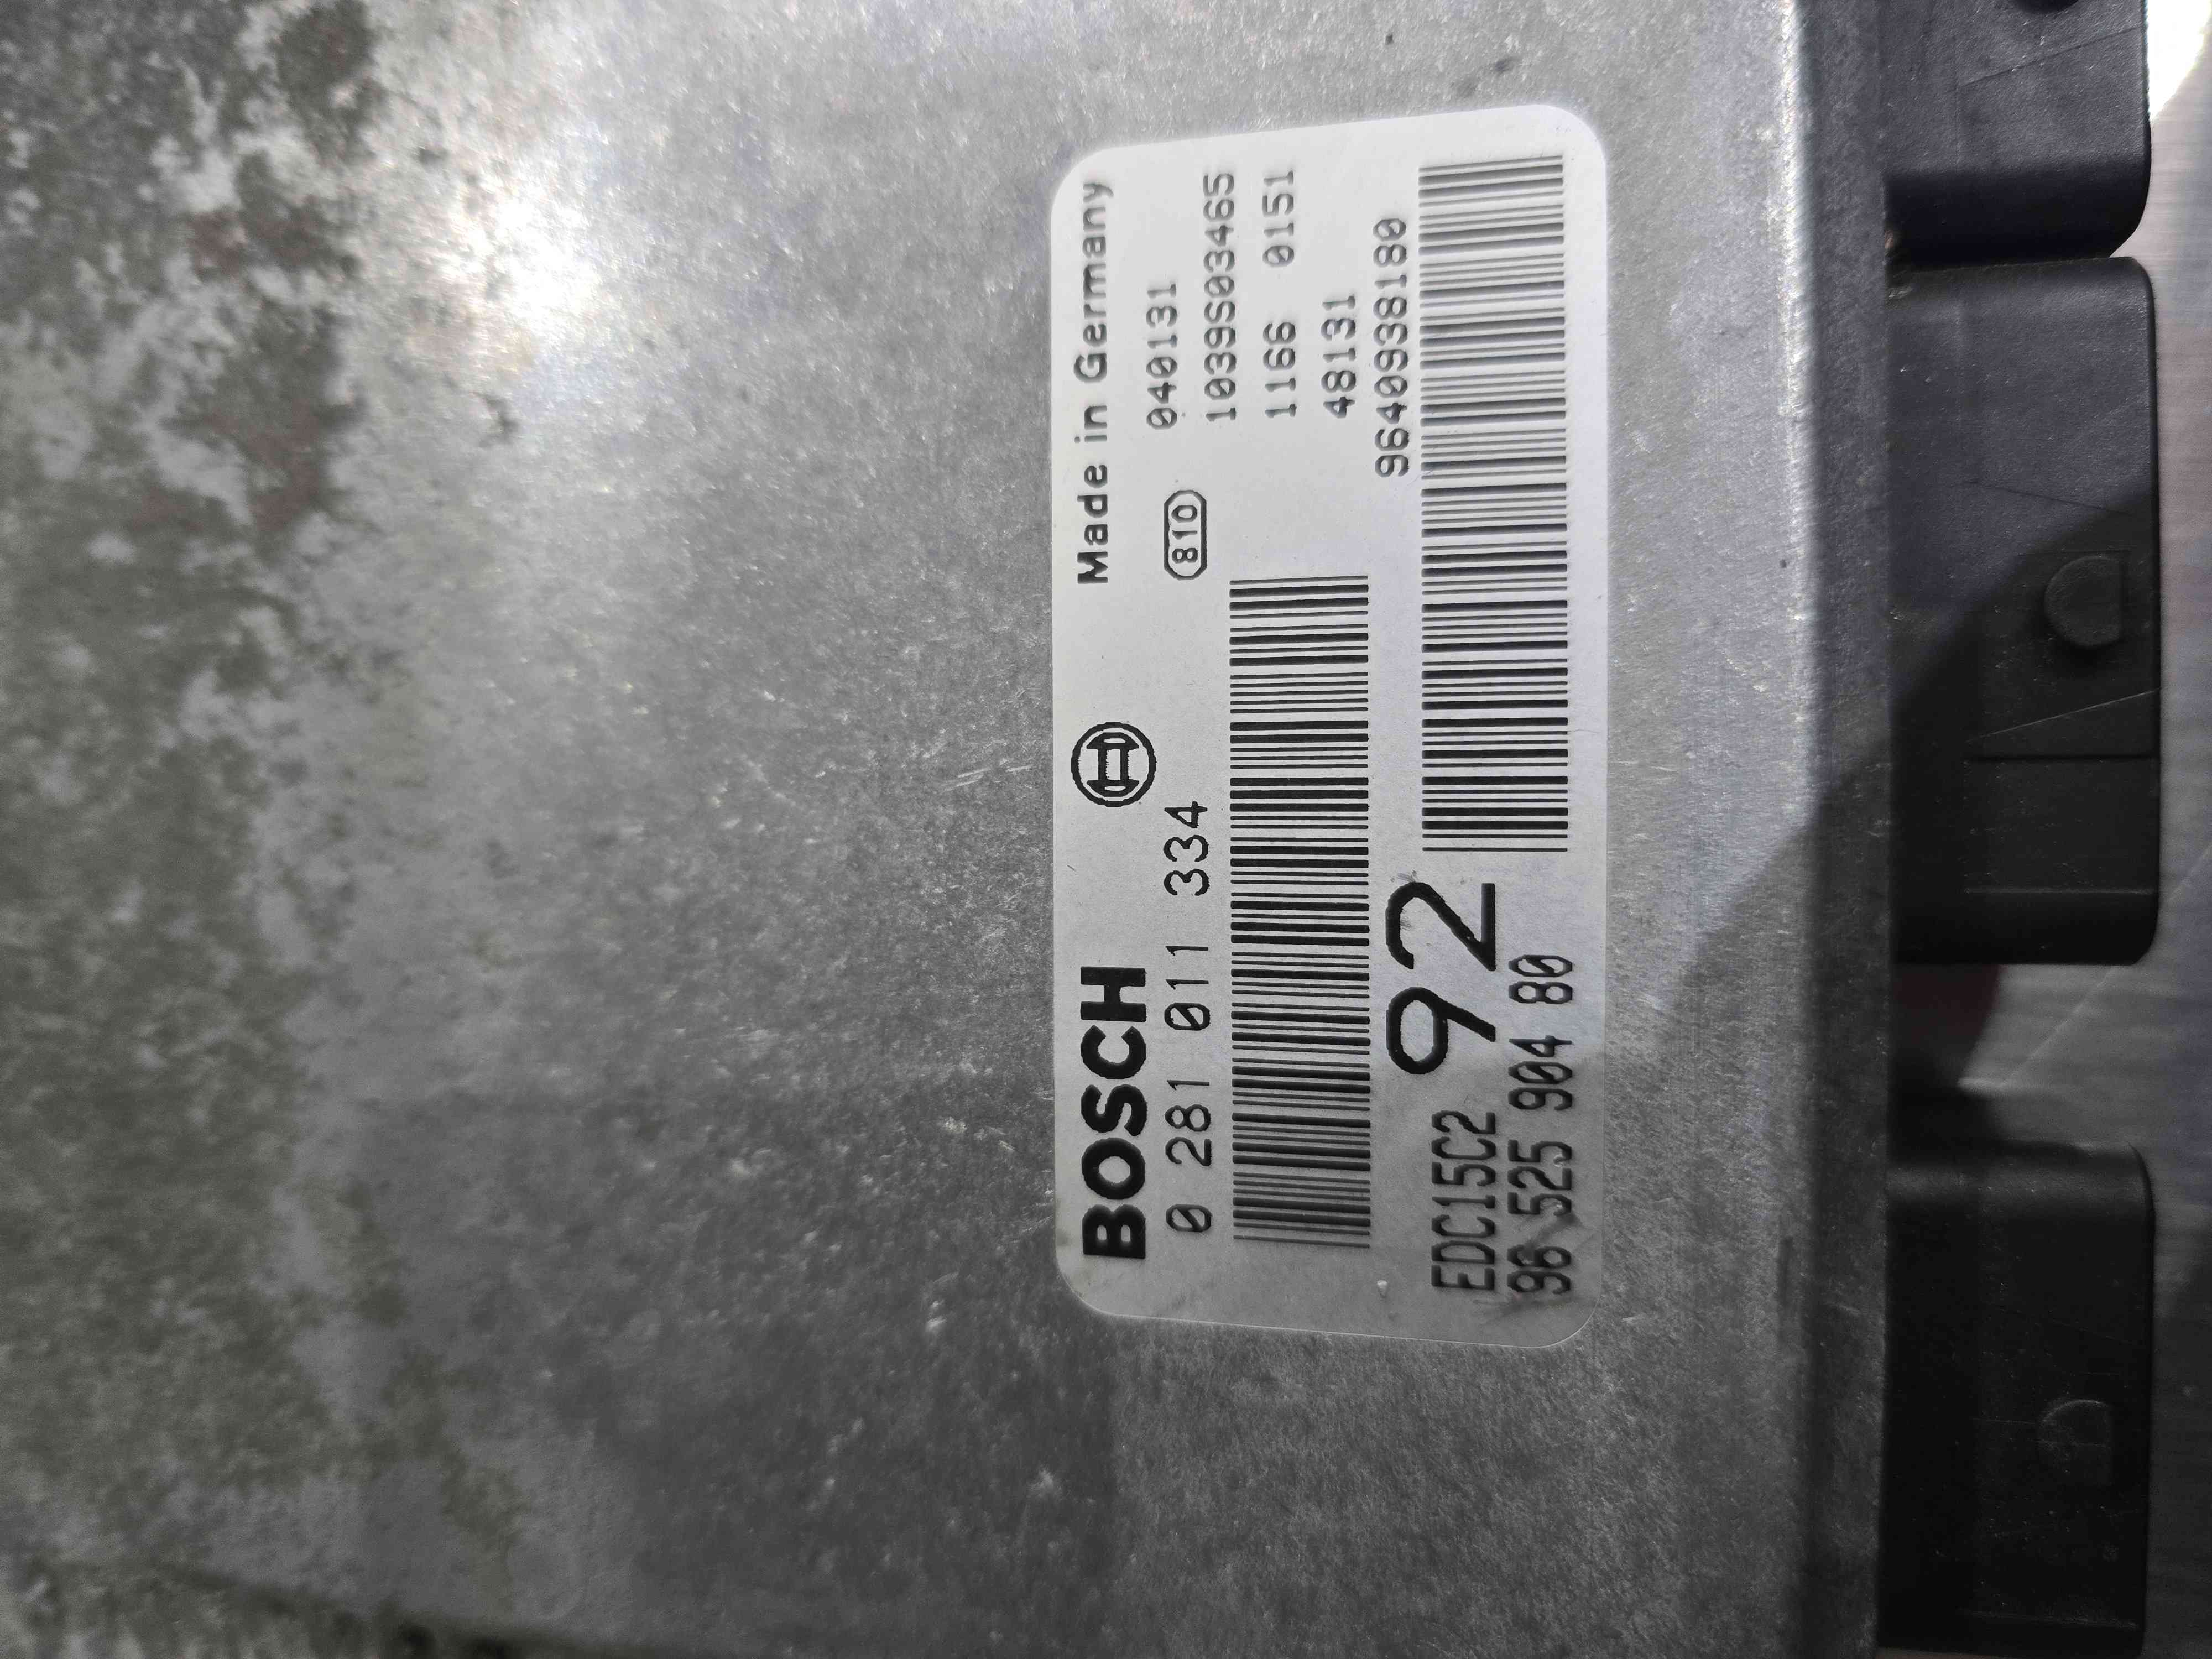 BOSCH
Made in Germany
0 281 011 334
810
040131
1039S03465
1166 0151
48131
9640938180
92
EDC15C2
96 525 904 80